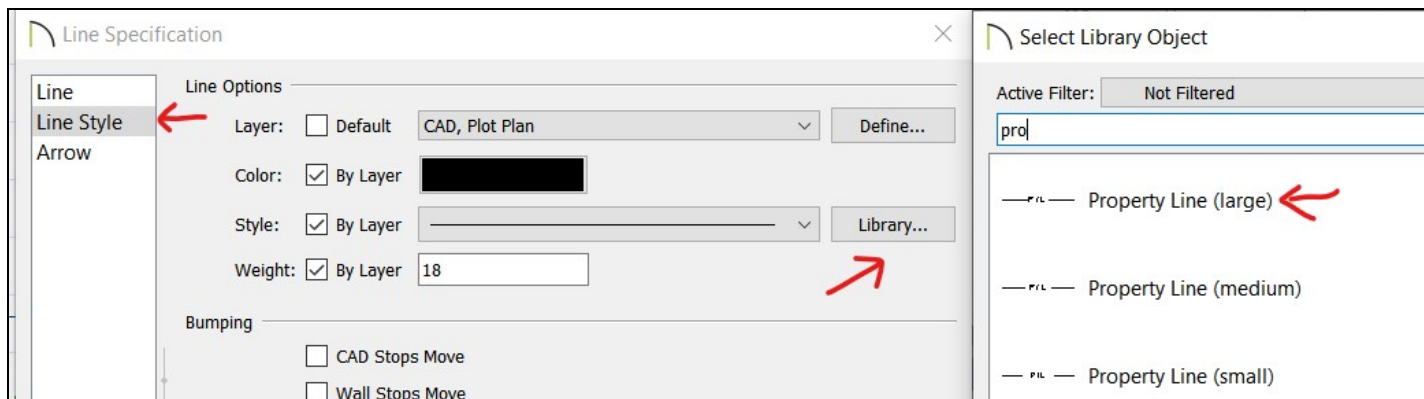 Line Specification
Line
Line Style
Arrow
Line Options
Layer: Default CAD, Plot Plan Define...
Color: By Layer
Style: By Layer Library...
Weight: By Layer 18
Bumping
CAD Stops Move
Wall Stops Move
Select Library Object
Active Filter: Not Filtered
pro
P/L Property Line (large)
P/L Property Line (medium)
P/L Property Line (small)